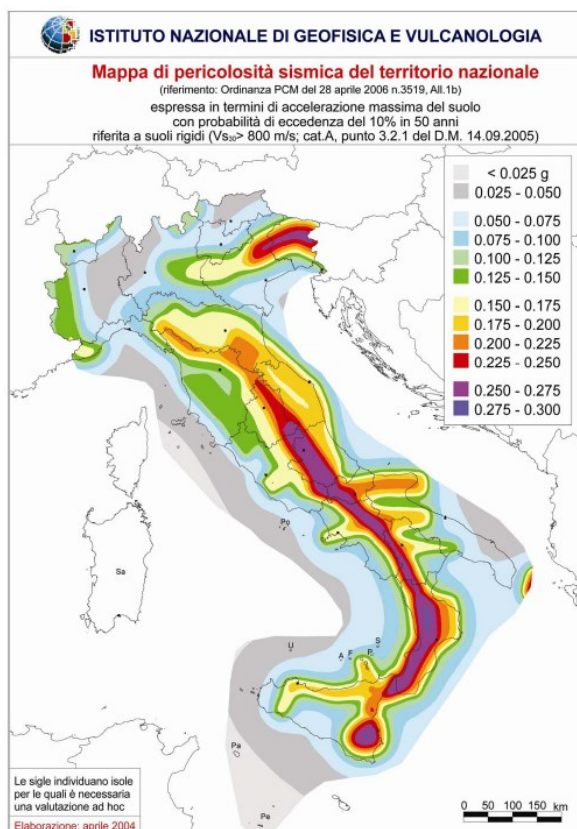 ISTITUTO NAZIONALE DI GEOFISICA E VULCANOLOGIA
Mappa di pericolosità sismica del territorio nazionale
(riferimento: Ordinanza PCM del 28 aprile 2006 n.3519, All.1b)
espressa in termini di accelerazione massima del suolo
con probabilità di eccedenza del 10% in 50 anni
riferita a suoli rigidi (Vs₃₀> 800 m/s; cat.A, punto 3.2.1 del D.M. 14.09.2005)
< 0.025 g
0.025 - 0.050
0.050 - 0.075
0.075 - 0.100
0.100 - 0.125
0.125 - 0.150
0.150 - 0.175
0.175 - 0.200
0.200 - 0.225
0.225 - 0.250
0.250 - 0.275
0.275 - 0.300
Po
Sa
U
A
F
P
S
Pa
Pe
Le sigle individuano isole
per le quali è necessaria
una valutazione ad hoc
Elaborazione: aprile 2004
0 50 100 150 km